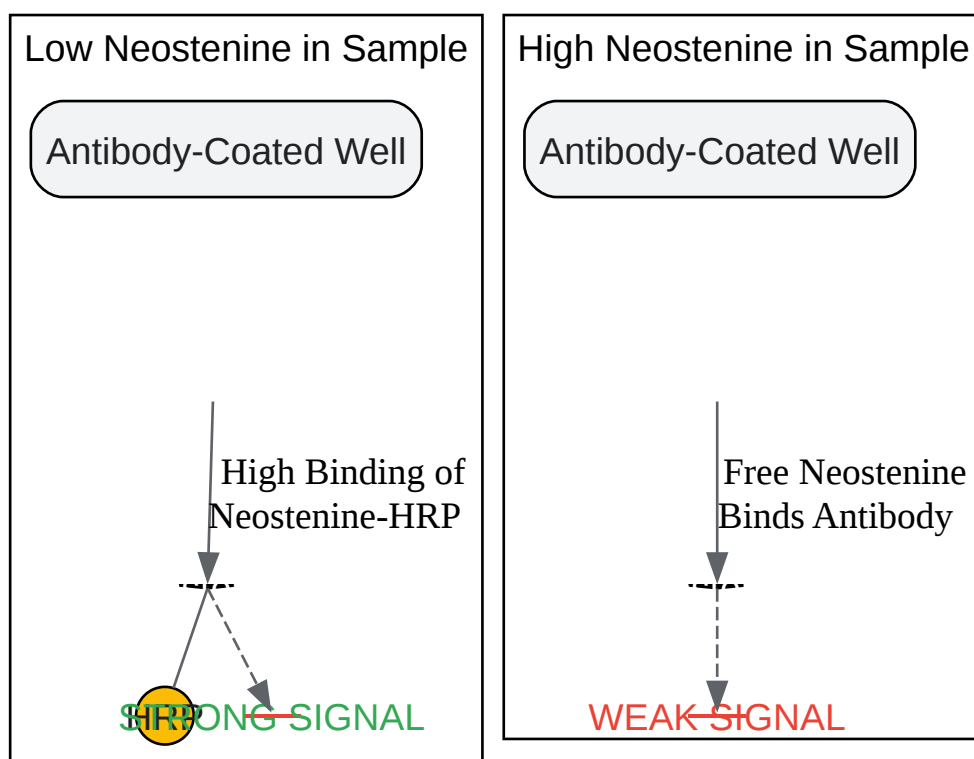 Low Neostenine in Sample
Antibody-Coated Well
High Binding of
Neostenine-HRP
HRP
STRONG SIGNAL
High Neostenine in Sample
Antibody-Coated Well
Free Neostenine
Binds Antibody
WEAK SIGNAL